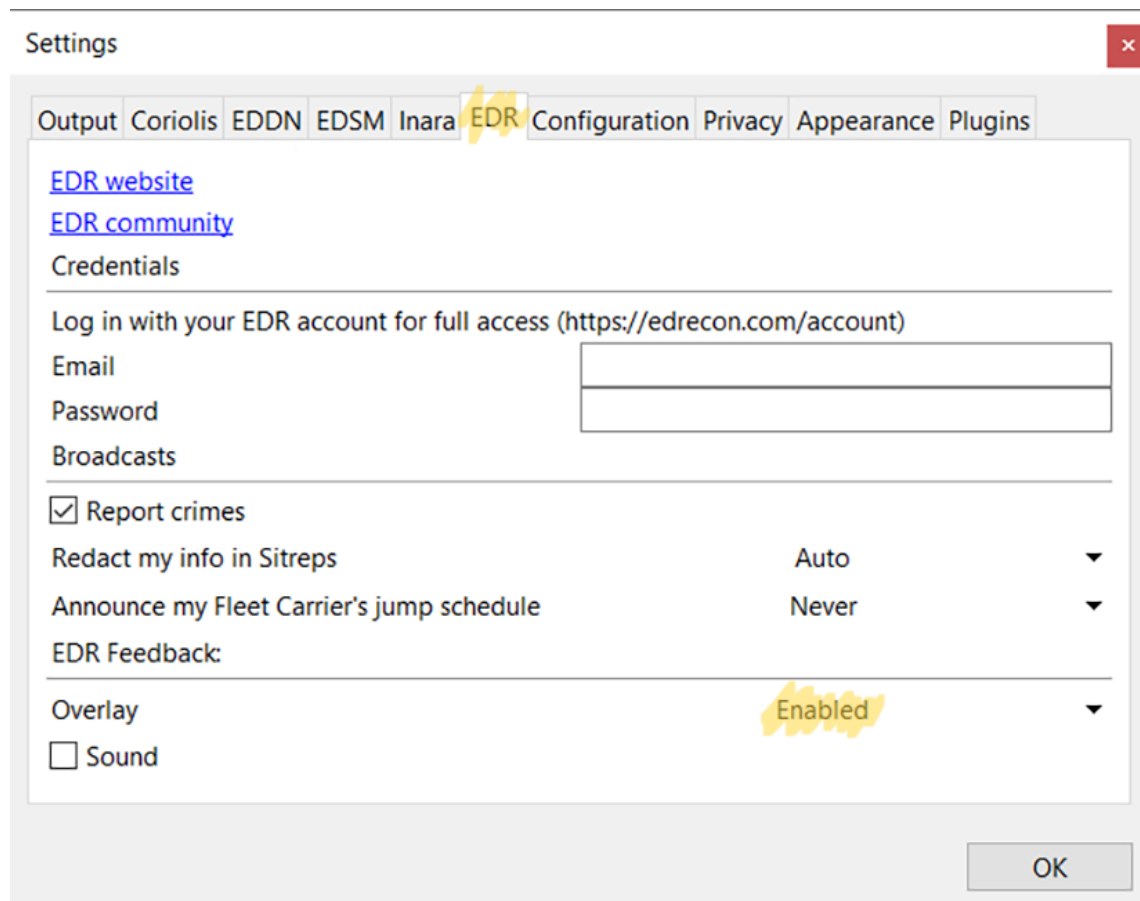 Settings
Output Coriolis EDDN EDSM Inara EDR Configuration Privacy Appearance Plugins
EDR website
EDR community
Credentials
Log in with your EDR account for full access (https://edrecon.com/account)
Email
Password
Broadcasts
Report crimes
Redact my info in Sitreps Auto
Announce my Fleet Carrier's jump schedule Never
EDR Feedback:
Overlay Enabled
Sound
OK